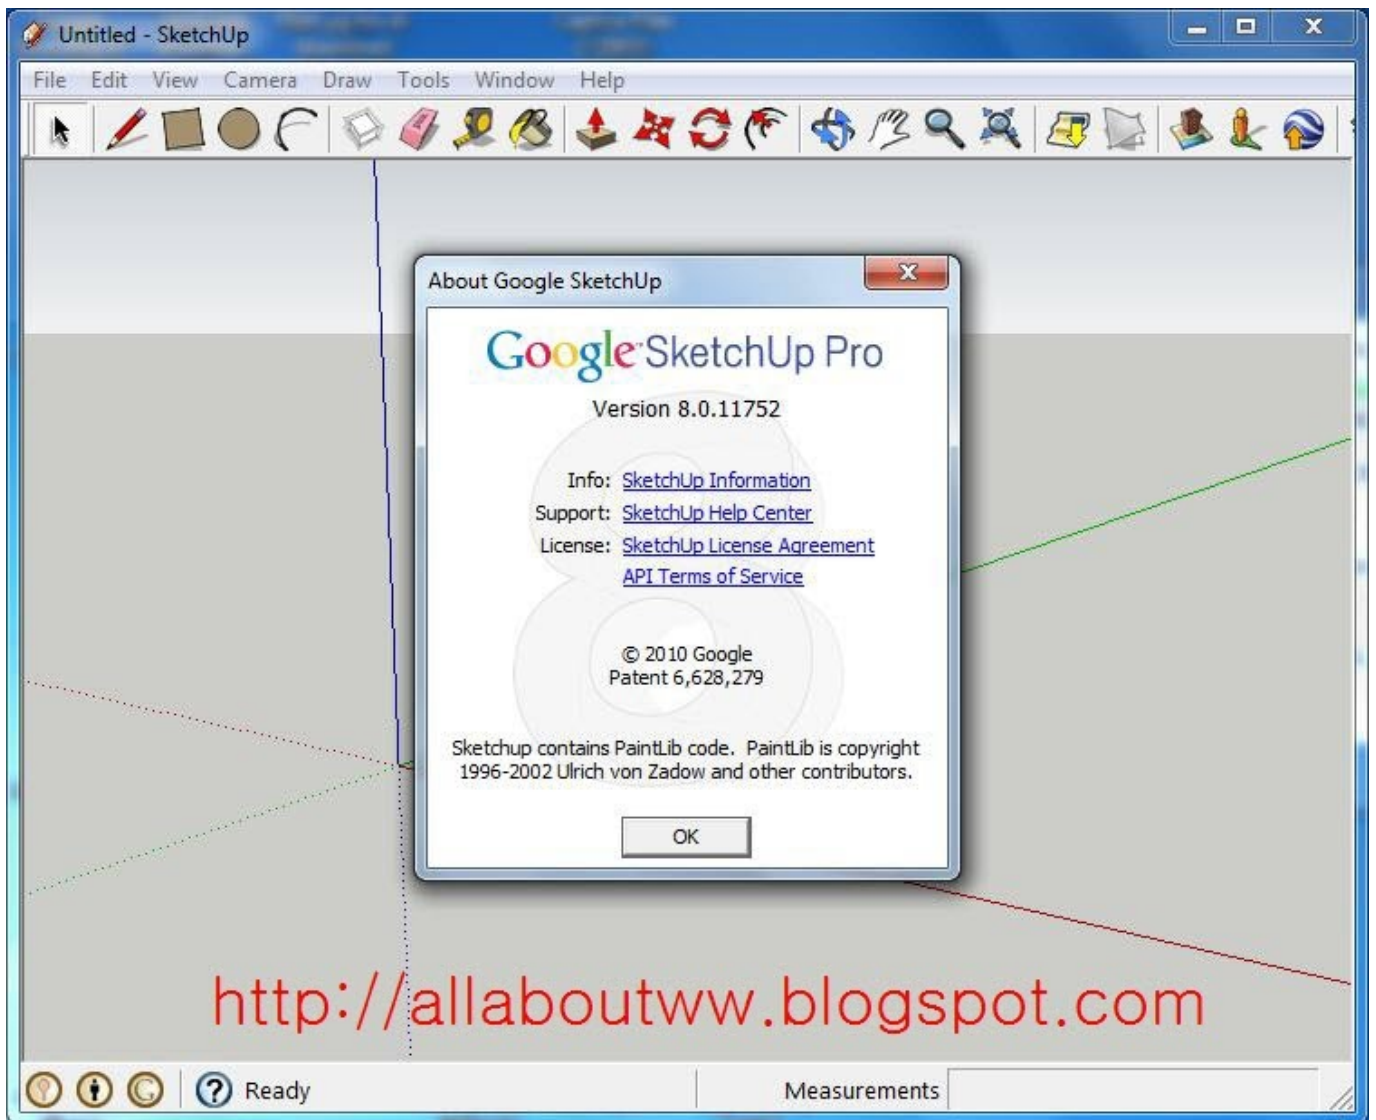 Untitled - SketchUp
File Edit View Camera Draw Tools Window Help
About Google SketchUp
Google™ SketchUp Pro
Version 8.0.11752
Info: SketchUp Information
Support: SketchUp Help Center
License: SketchUp License Agreement
API Terms of Service
© 2010 Google
Patent 6,628,279
Sketchup contains PaintLib code. PaintLib is copyright
1996-2002 Ulrich von Zadow and other contributors.
OK
http://allaboutww.blogspot.com
Ready Measurements